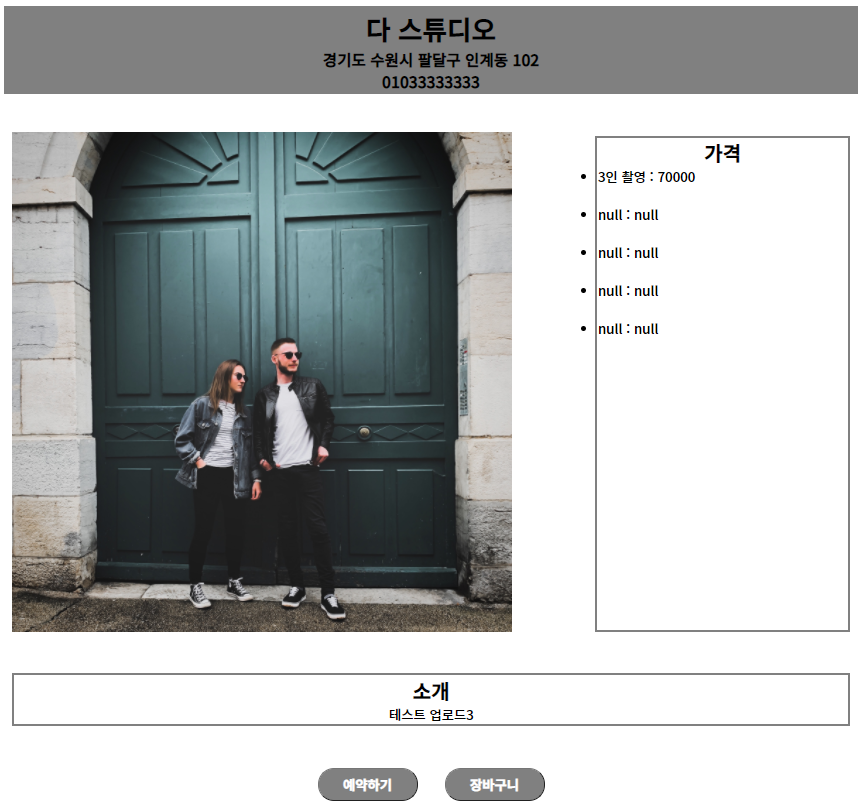 다 스튜디오
경기도 수원시 팔달구 인계동 102
01033333333
가격
3인 촬영 : 70000
null : null
null : null
null : null
null : null
소개
테스트 업로드3
예약하기
장바구니